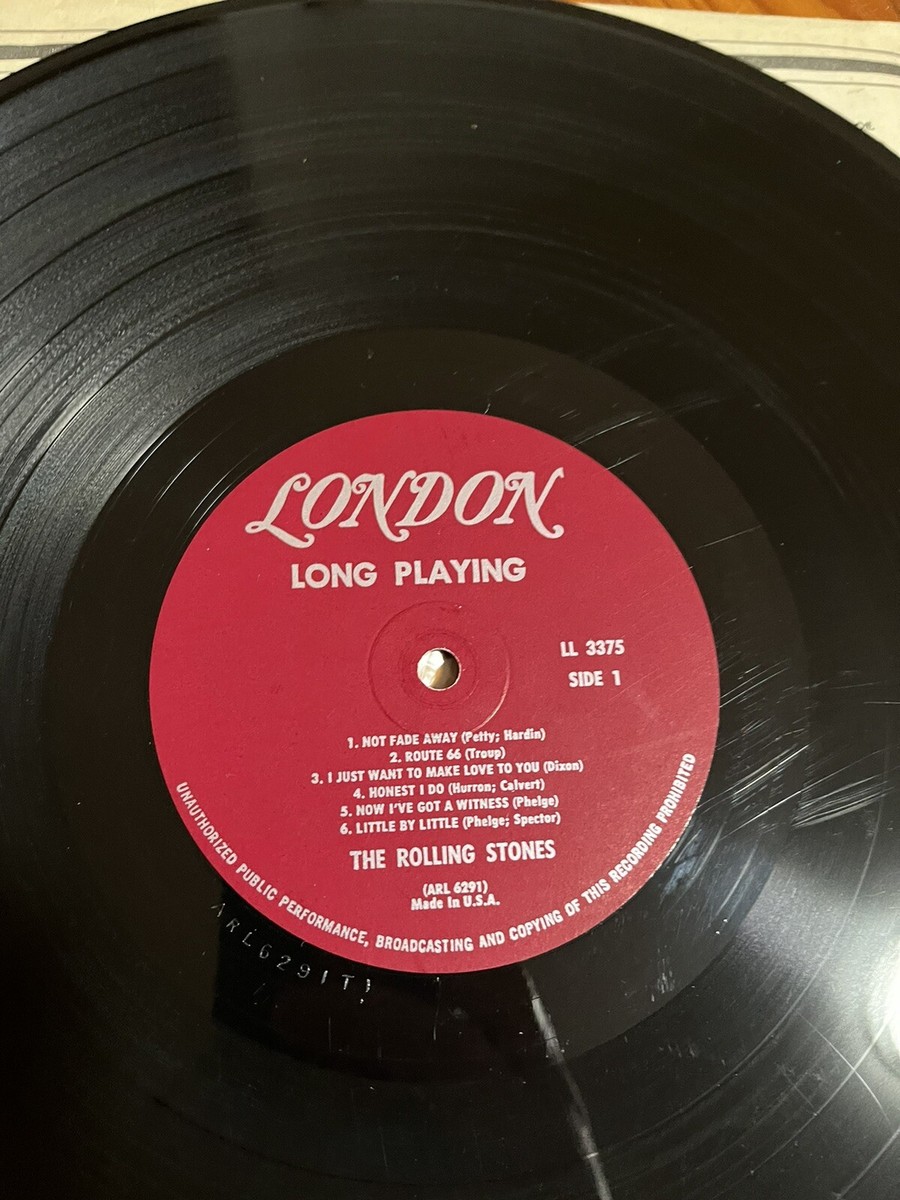 LONDON
LONG PLAYING
LL 3375
SIDE 1
1. NOT FADE AWAY (Petty; Hardin)
2. ROUTE 66 (Troup)
3. I JUST WANT TO MAKE LOVE TO YOU (Dixon)
4. HONEST I DO (Hurron; Calvert)
5. NOW I'VE GOT A WITNESS (Phelge)
6. LITTLE BY LITTLE (Phelge; Spector)
THE ROLLING STONES
(ARL 6291)
Made In U.S.A.
UNAUTHORIZED PUBLIC PERFORMANCE, BROADCASTING AND COPYING OF THIS RECORDING PROHIBITED
ARL6291T1